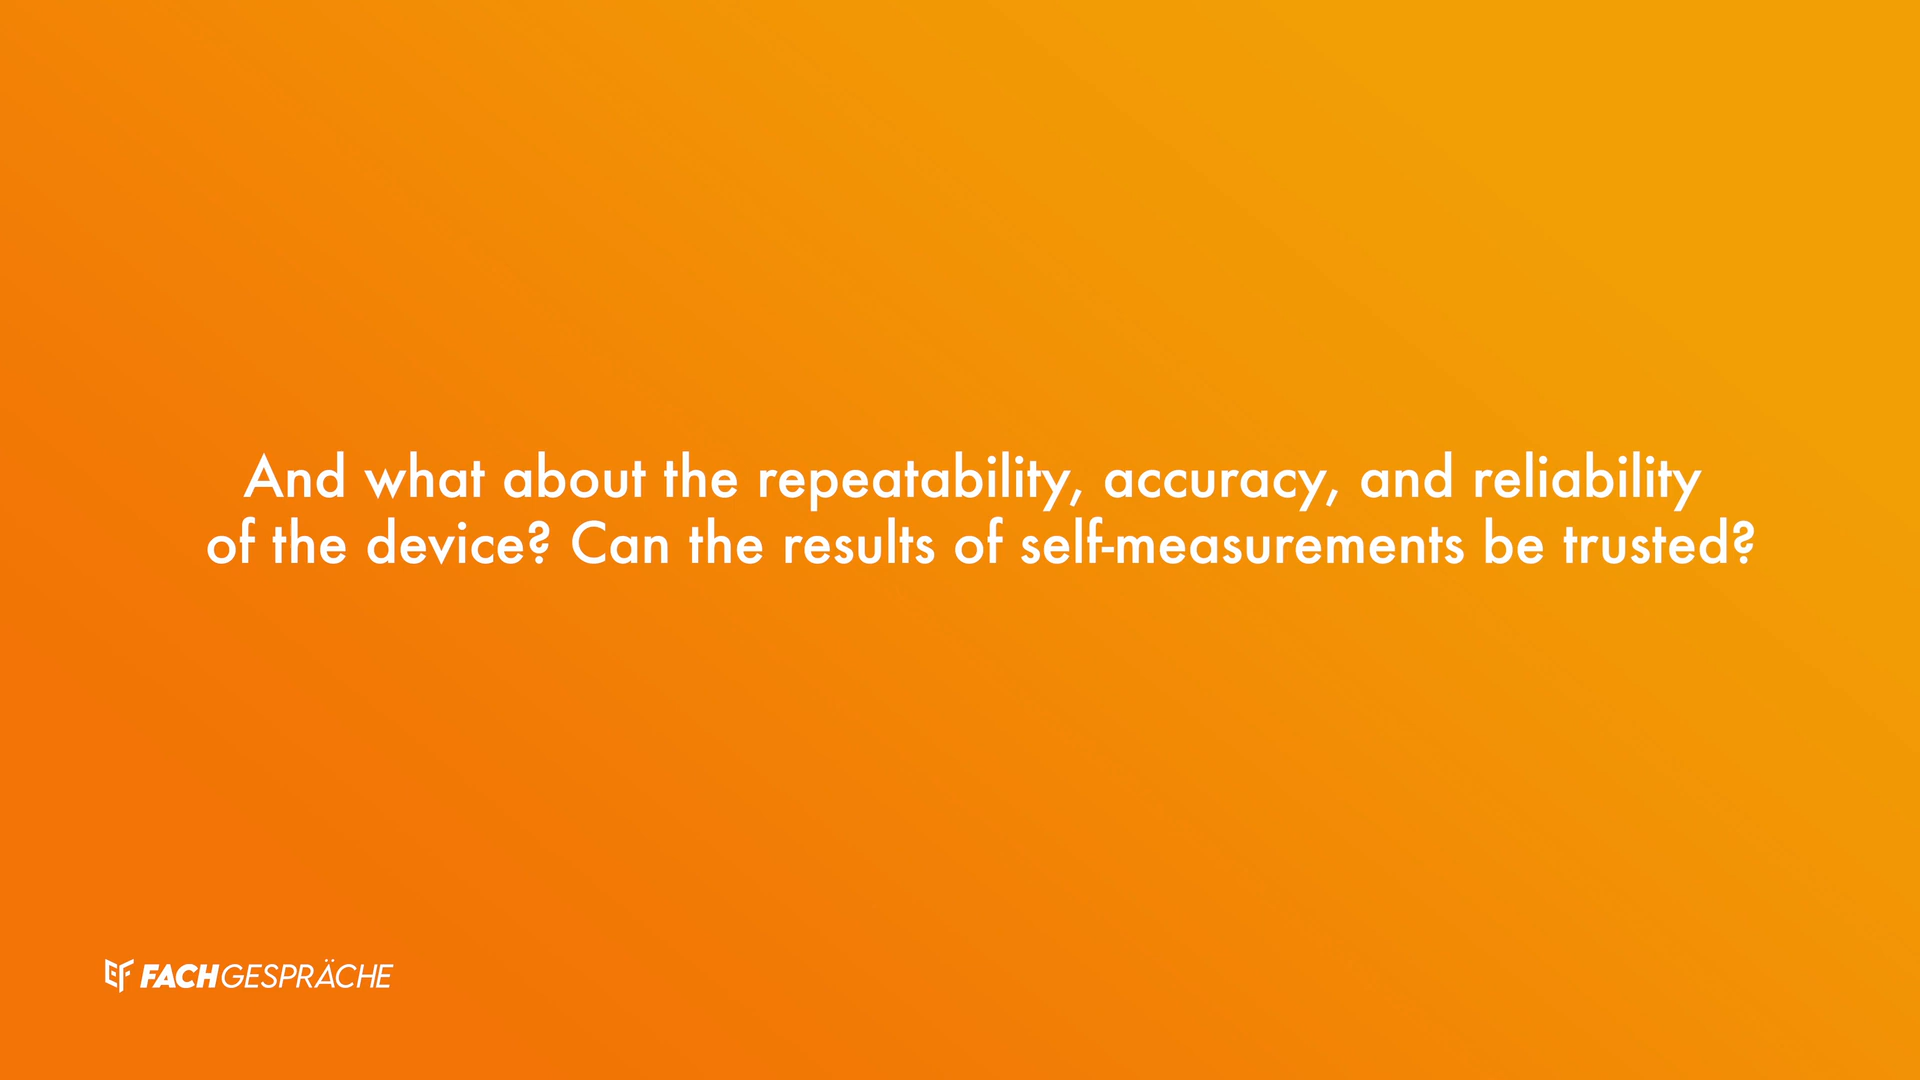 And what about the repeatability, accuracy, and reliability
of the device? Can the results of self-measurements be trusted?
FACHGESPRÄCHE